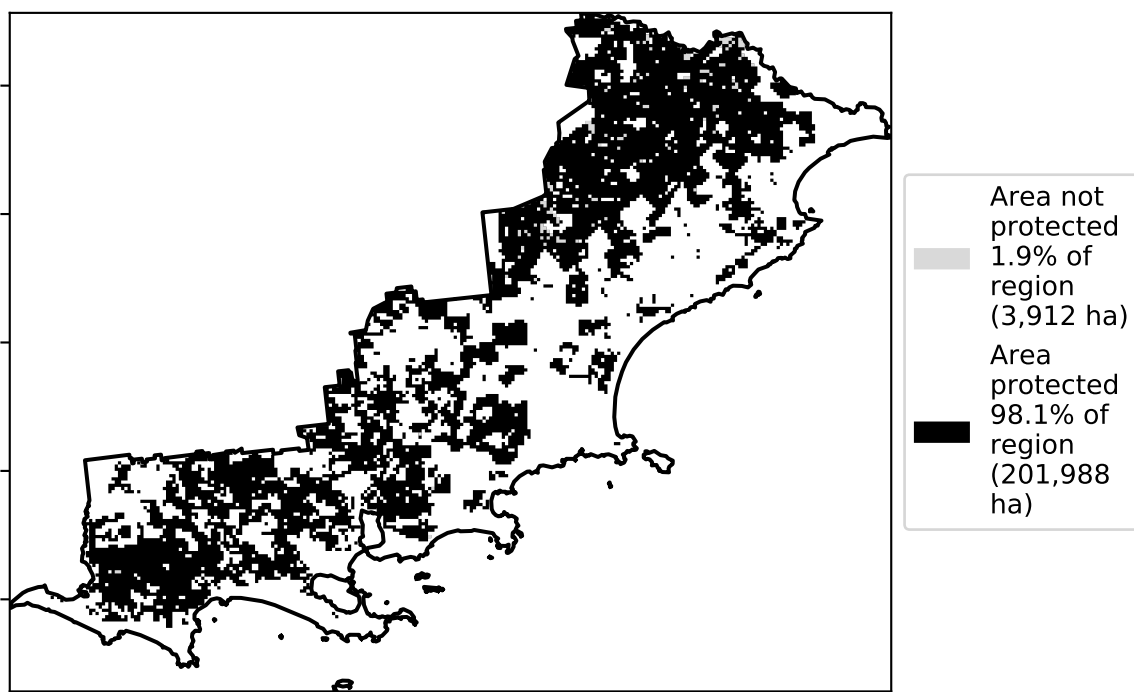 Area not
protected
1.9% of
region
(3,912 ha)
Area
protected
98.1% of
region
(201,988
ha)